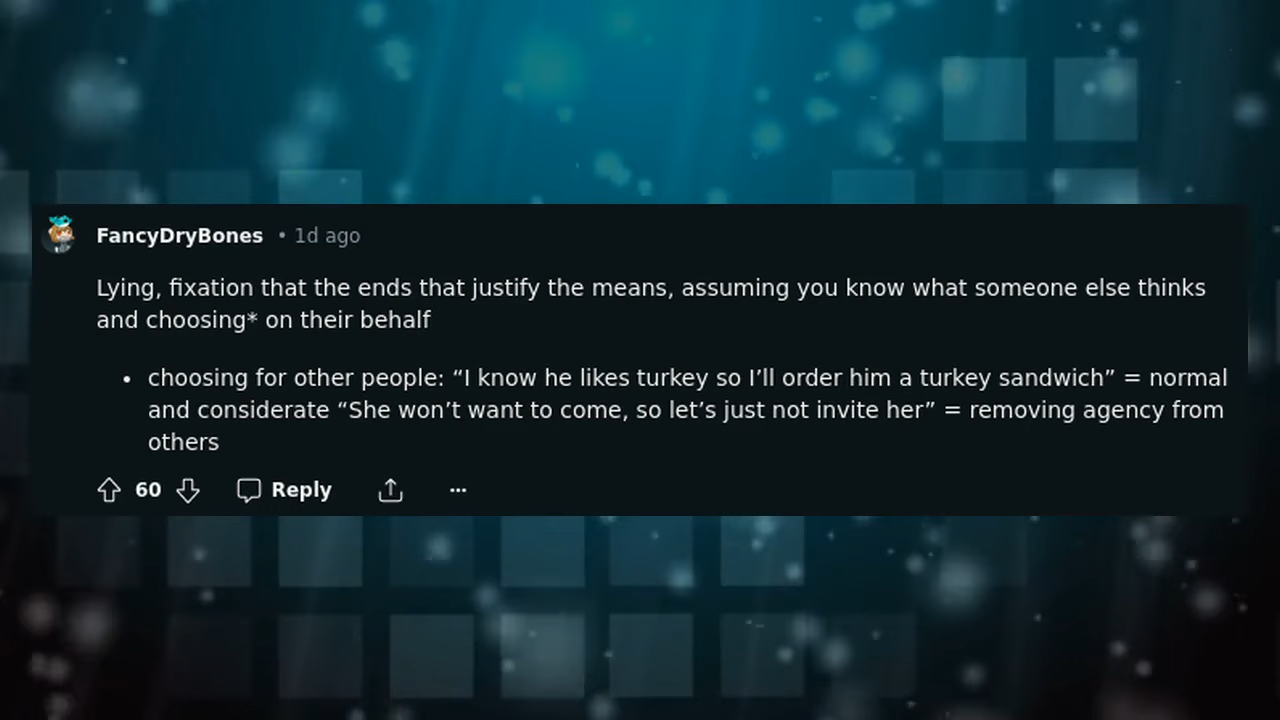 FancyDryBones • 1d ago
Lying, fixation that the ends that justify the means, assuming you know what someone else thinks
and choosing* on their behalf
• choosing for other people: “I know he likes turkey so I’ll order him a turkey sandwich” = normal
and considerate “She won’t want to come, so let’s just not invite her” = removing agency from
others
60 Reply ...